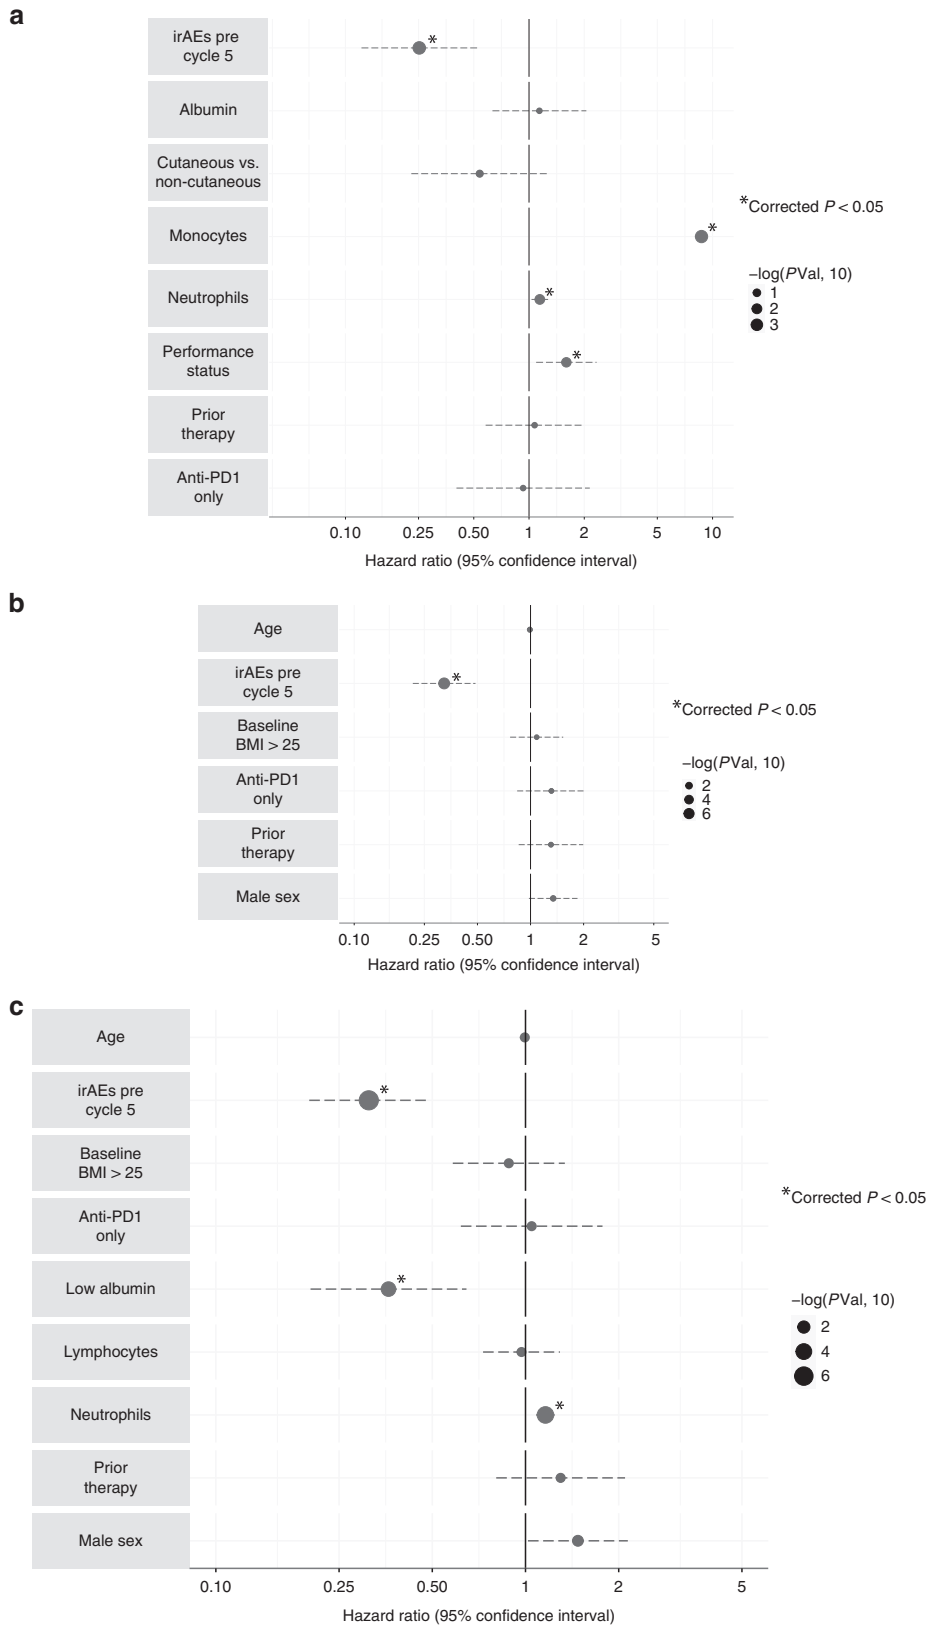 a
irAEs pre
cycle 5
*
Albumin
Cutaneous vs.
non-cutaneous
*Corrected P < 0.05
Monocytes
*
–log(PVal, 10)
1
2
3
Neutrophils
*
Performance
status
*
Prior
therapy
Anti-PD1
only
0.10 0.25 0.50 1 2 5 10
Hazard ratio (95% confidence interval)
b
Age
irAEs pre
cycle 5
*
*Corrected P < 0.05
Baseline
BMI > 25
–log(PVal, 10)
2
4
6
Anti-PD1
only
Prior
therapy
Male sex
0.10 0.25 0.50 1 2 5
Hazard ratio (95% confidence interval)
c
Age
irAEs pre
cycle 5
*
Baseline
BMI > 25
*Corrected P < 0.05
Anti-PD1
only
Low albumin
*
–log(PVal, 10)
2
4
6
Lymphocytes
Neutrophils
*
Prior
therapy
Male sex
0.10 0.25 0.50 1 2 5
Hazard ratio (95% confidence interval)